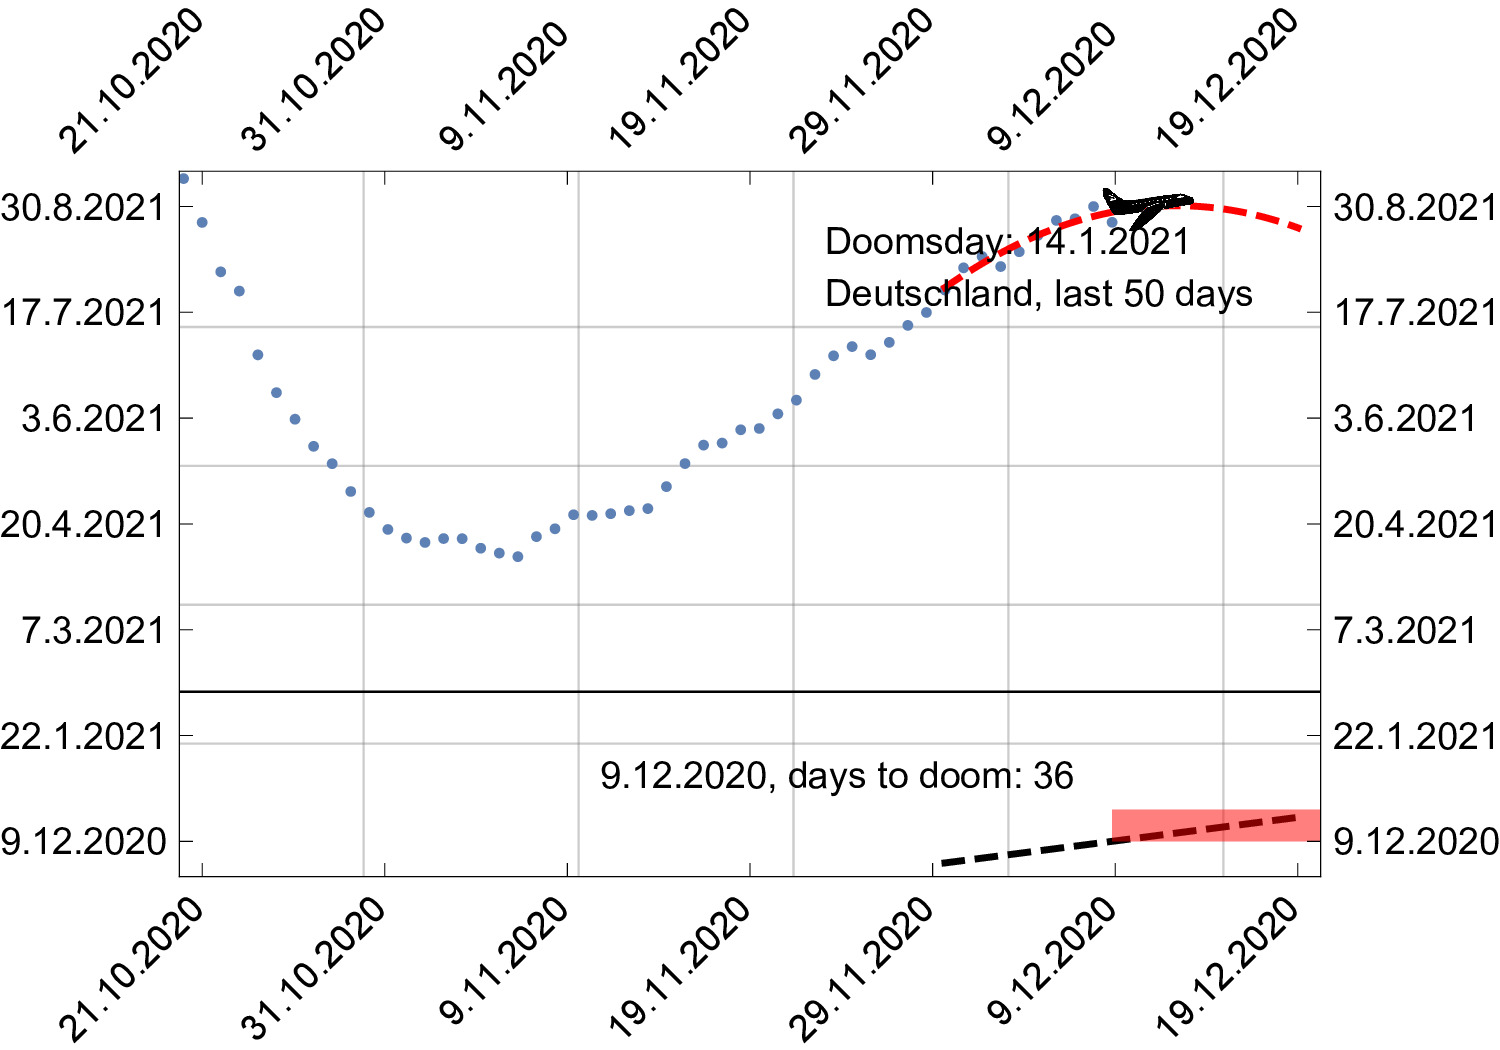 21.10.2020 31.10.2020 9.11.2020 19.11.2020 29.11.2020 9.12.2020 19.12.2020
30.8.2021 30.8.2021
Doomsday: 14.1.2021
Deutschland, last 50 days
17.7.2021 17.7.2021
3.6.2021 3.6.2021
20.4.2021 20.4.2021
7.3.2021 7.3.2021
22.1.2021 22.1.2021
9.12.2020, days to doom: 36
9.12.2020 9.12.2020
21.10.2020 31.10.2020 9.11.2020 19.11.2020 29.11.2020 9.12.2020 19.12.2020